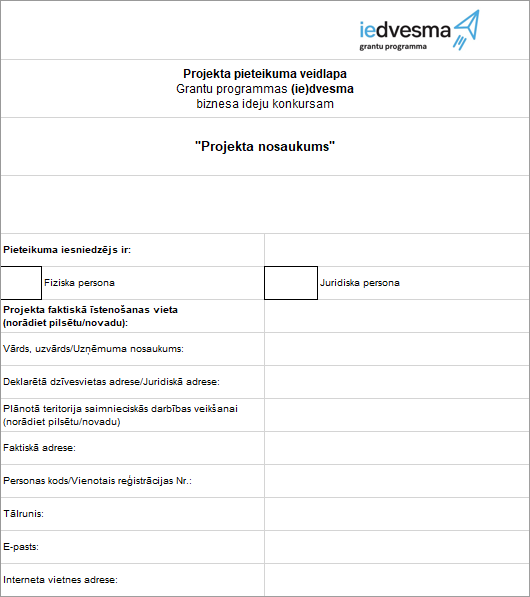 iedvesma
grantu programma
Projekta pieteikuma veidlapa
Grantu programmas (ie)dvesma
biznesa ideju konkursam
"Projekta nosaukums"
Pieteikuma iesniedzējs ir:
Fiziska persona
Juridiska persona
Projekta faktiskā īstenošanas vieta
(norādiet pilsētu/novadu):
Vārds, uzvārds/Uzņēmuma nosaukums:
Deklarētā dzīvesvietas adrese/Juridiskā adrese:
Plānotā teritorija saimnieciskās darbības veikšanai
(norādiet pilsētu/novadu)
Faktiskā adrese:
Personas kods/Vienotais reģistrācijas Nr.:
Tālrunis:
E-pasts:
Interneta vietnes adrese: